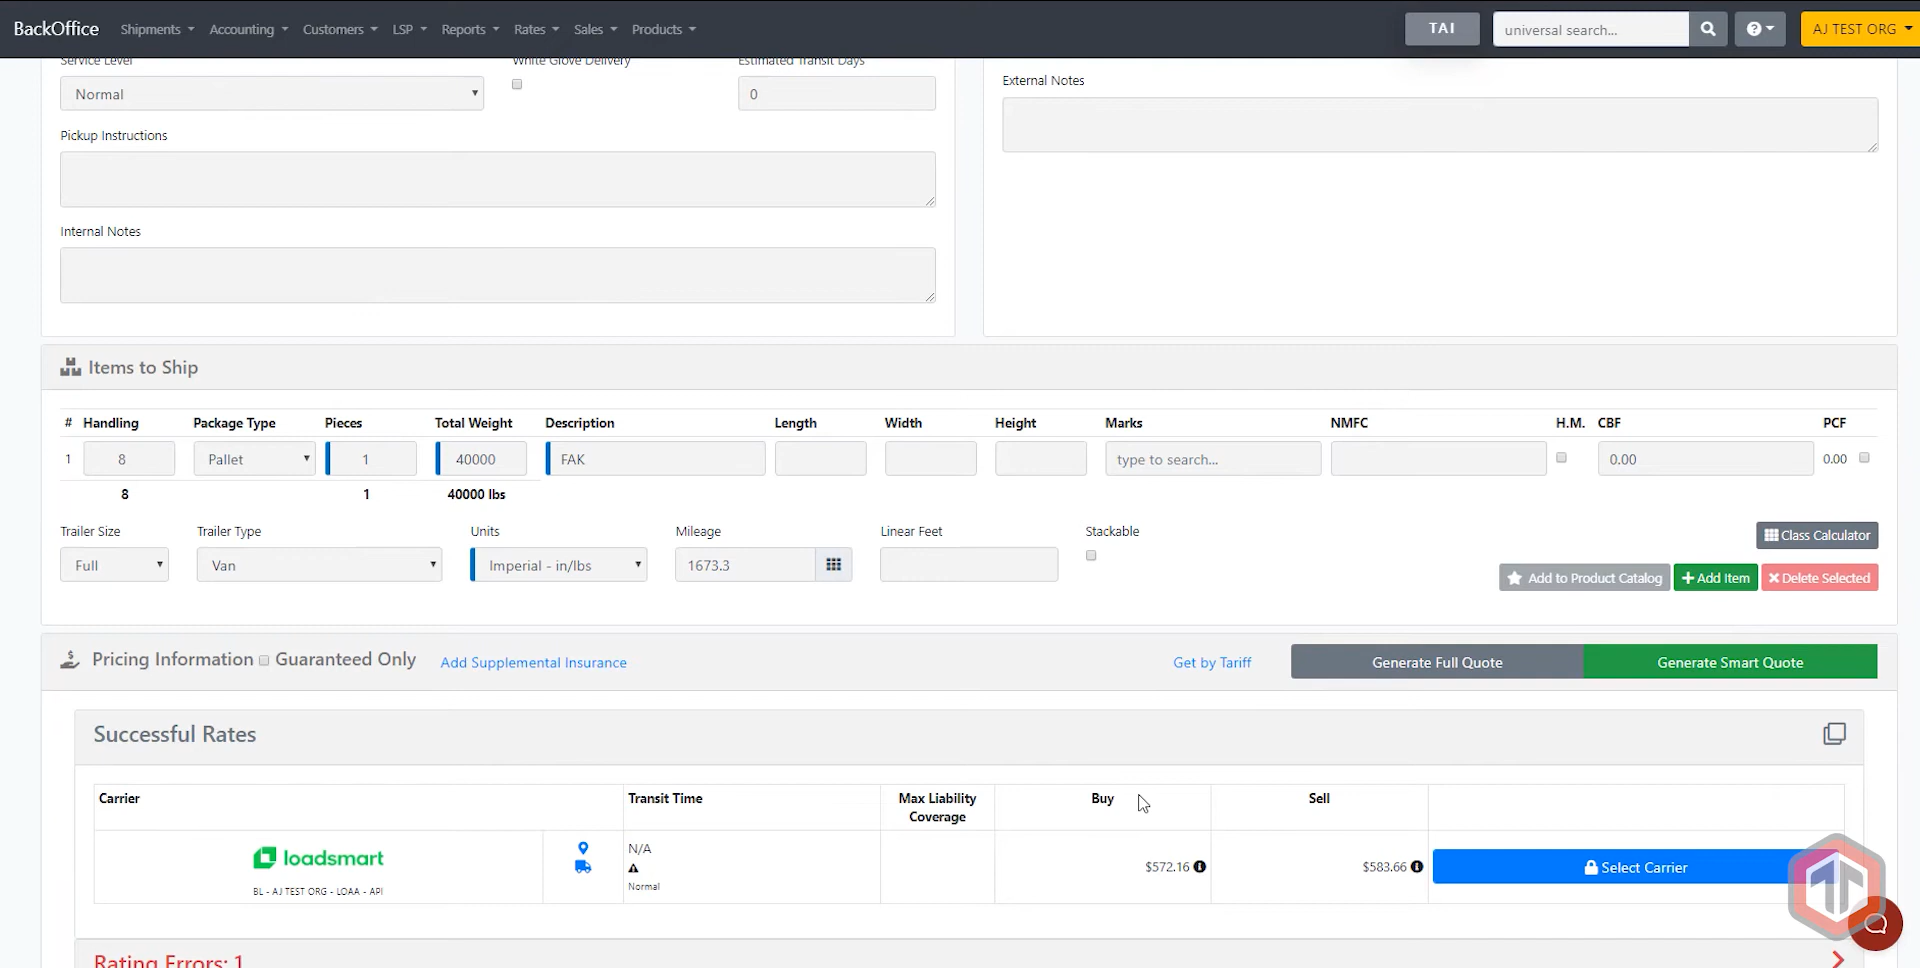 BackOffice Shipments Accounting Customers LSP Reports Rates Sales Products TAI universal search... AJ TEST ORG
Service Level White Glove Delivery Estimated Transit Days
Normal 0
Pickup Instructions
Internal Notes
External Notes
Items to Ship
# Handling Package Type Pieces Total Weight Description Length Width Height Marks NMFC H.M. CBF PCF
1 8 Pallet 1 40000 FAK type to search... 0.00 0.00
8 1 40000 lbs
Trailer Size Trailer Type Units Mileage Linear Feet Stackable
Full Van Imperial - in/lbs 1673.3
Class Calculator
Add to Product Catalog Add Item Delete Selected
Pricing Information Guaranteed Only Add Supplemental Insurance Get by Tariff Generate Full Quote Generate Smart Quote
Successful Rates
Carrier Transit Time Max Liability Buy Sell
Coverage
loadsmart N/A
$572.16 $583.66 Select Carrier
BL - AJ TEST ORG - LOAA - API Normal
Rating Errors: 1